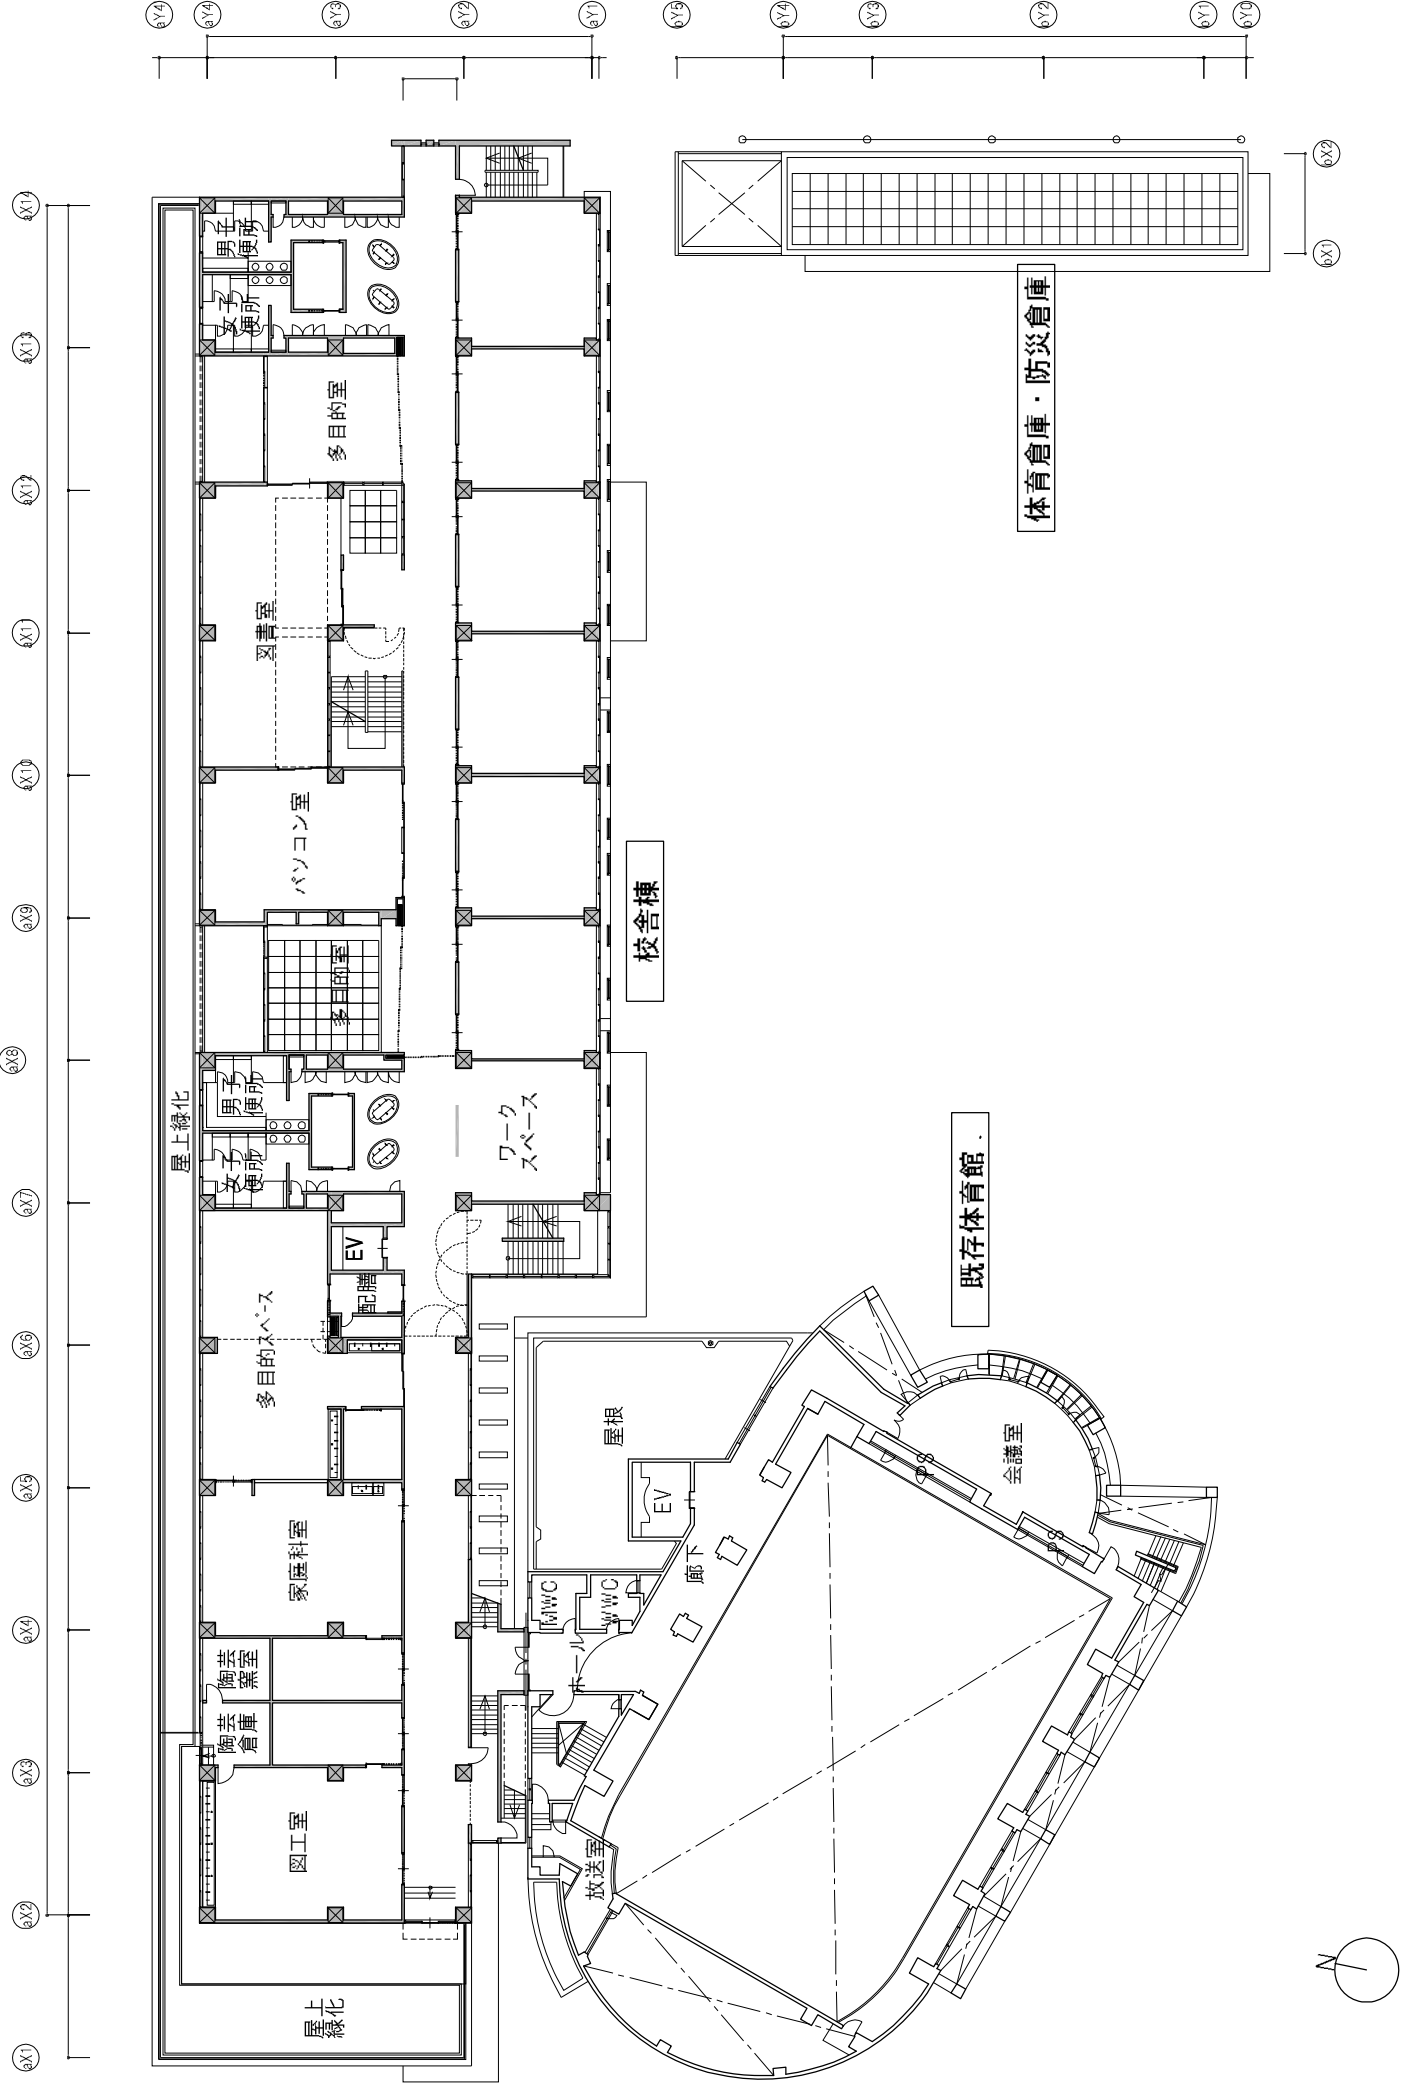 aX1
aX2
aX3
aX4
aX5
aX6
aX7
aX8
aX9
aX10
aX11
aX12
aX13
aX14
aY4
aY4
aY3
aY2
aY1
屋上緑化
屋上
緑化
図工室
陶芸
倉庫
陶芸
窯室
家庭科室
多目的スペース
配膳
EV
女子
便所
男子
便所
多目的室
パソコン室
図書室
多目的室
女子
便所
男子
便所
ワーク
スペース
校舎棟
放送室
ホール
MWC
WWC
廊下
EV
屋根
会議室
既存体育館.
体育倉庫・防災倉庫
bY5
bY4
bY3
bY2
bY1
bY0
bX1
bX2
N